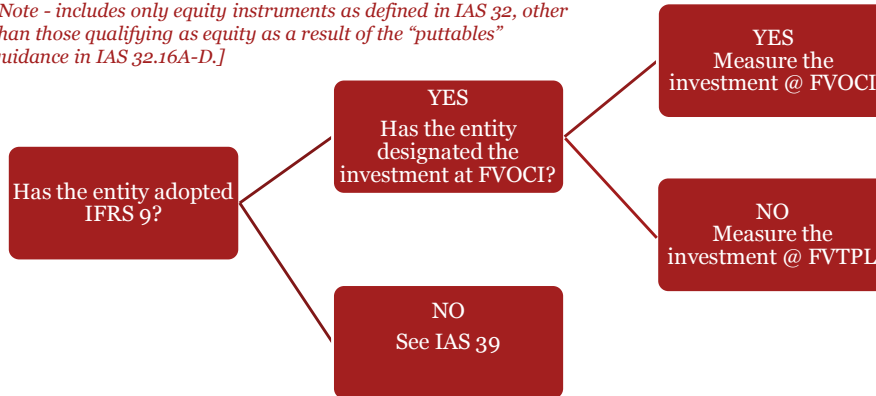 Note - includes only equity instruments as defined in IAS 32, other
han those qualifying as equity as a result of the “puttables”
uidance in IAS 32.16A-D.]
YES
Measure the
investment @ FVOCI
YES
Has the entity
designated the
investment at FVOCI?
Has the entity adopted
IFRS 9?
NO
Measure the
investment @ FVTPL
NO
See IAS 39